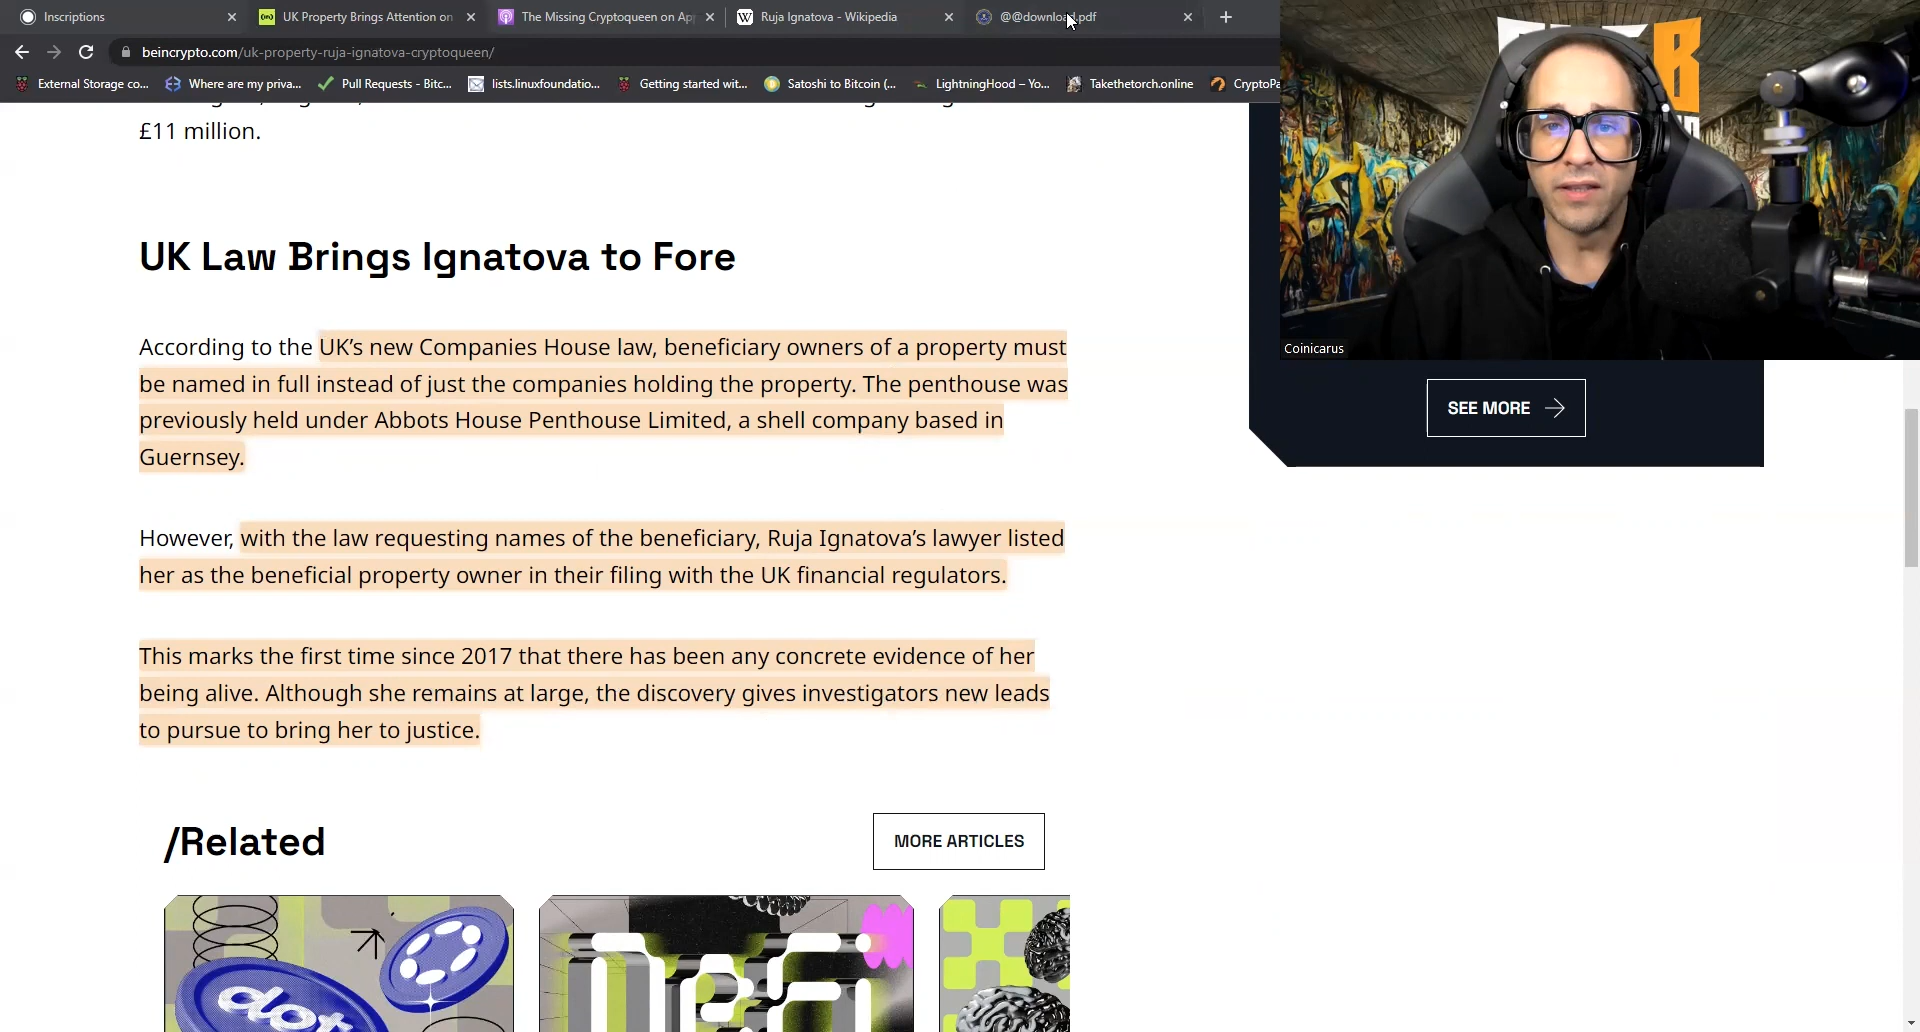 Inscriptions
UK Property Brings Attention on
The Missing Cryptoqueen on Ap
Ruja Ignatova - Wikipedia
@@download.pdf
beincrypto.com/uk-property-ruja-ignatova-cryptoqueen/
External Storage co...
Where are my priva...
Pull Requests - Bitc...
lists.linuxfoundatio...
Getting started wit...
Satoshi to Bitcoin (...
LightningHood – Yo...
Takethetorch.online
CryptoPa
£11 million.
UK Law Brings Ignatova to Fore
According to the UK’s new Companies House law, beneficiary owners of a property must
be named in full instead of just the companies holding the property. The penthouse was
previously held under Abbots House Penthouse Limited, a shell company based in
Guernsey.
However, with the law requesting names of the beneficiary, Ruja Ignatova’s lawyer listed
her as the beneficial property owner in their filing with the UK financial regulators.
This marks the first time since 2017 that there has been any concrete evidence of her
being alive. Although she remains at large, the discovery gives investigators new leads
to pursue to bring her to justice.
/Related
MORE ARTICLES
SEE MORE
Coinicarus
B